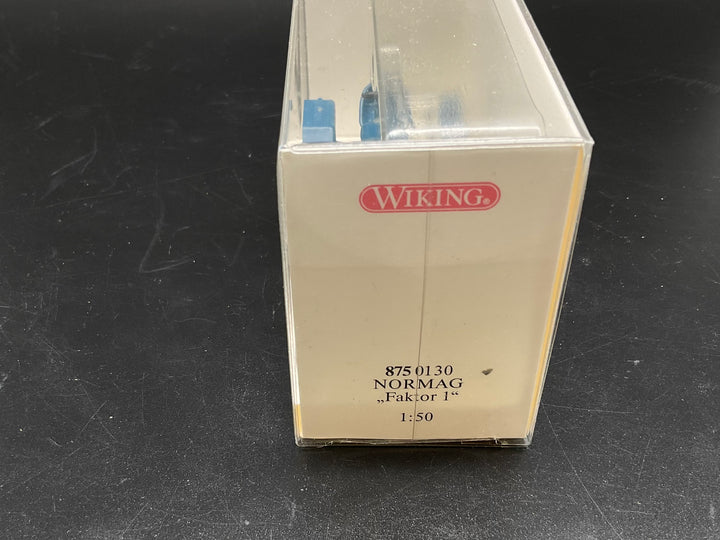 WIKING®
875 0130
NORMAG
„Faktor 1“
1:50